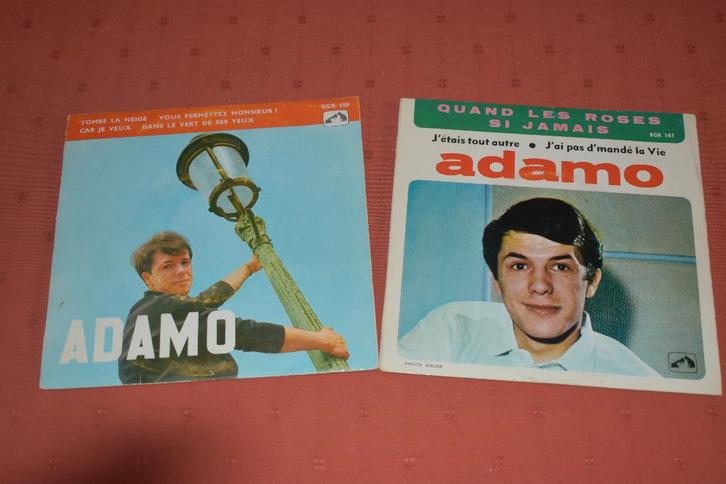 TOMBE LA NEIGE VOUS PERMETTEZ MONSIEUR ! EGR 150
CAR JE VEUX DANS LE VERT DE SES YEUX
ADAMO
QUAND LES ROSES
SI JAMAIS
EGR 161
J'étais tout autre • J'ai pas d'mandé la Vie
adamo
PHOTO OSCAR